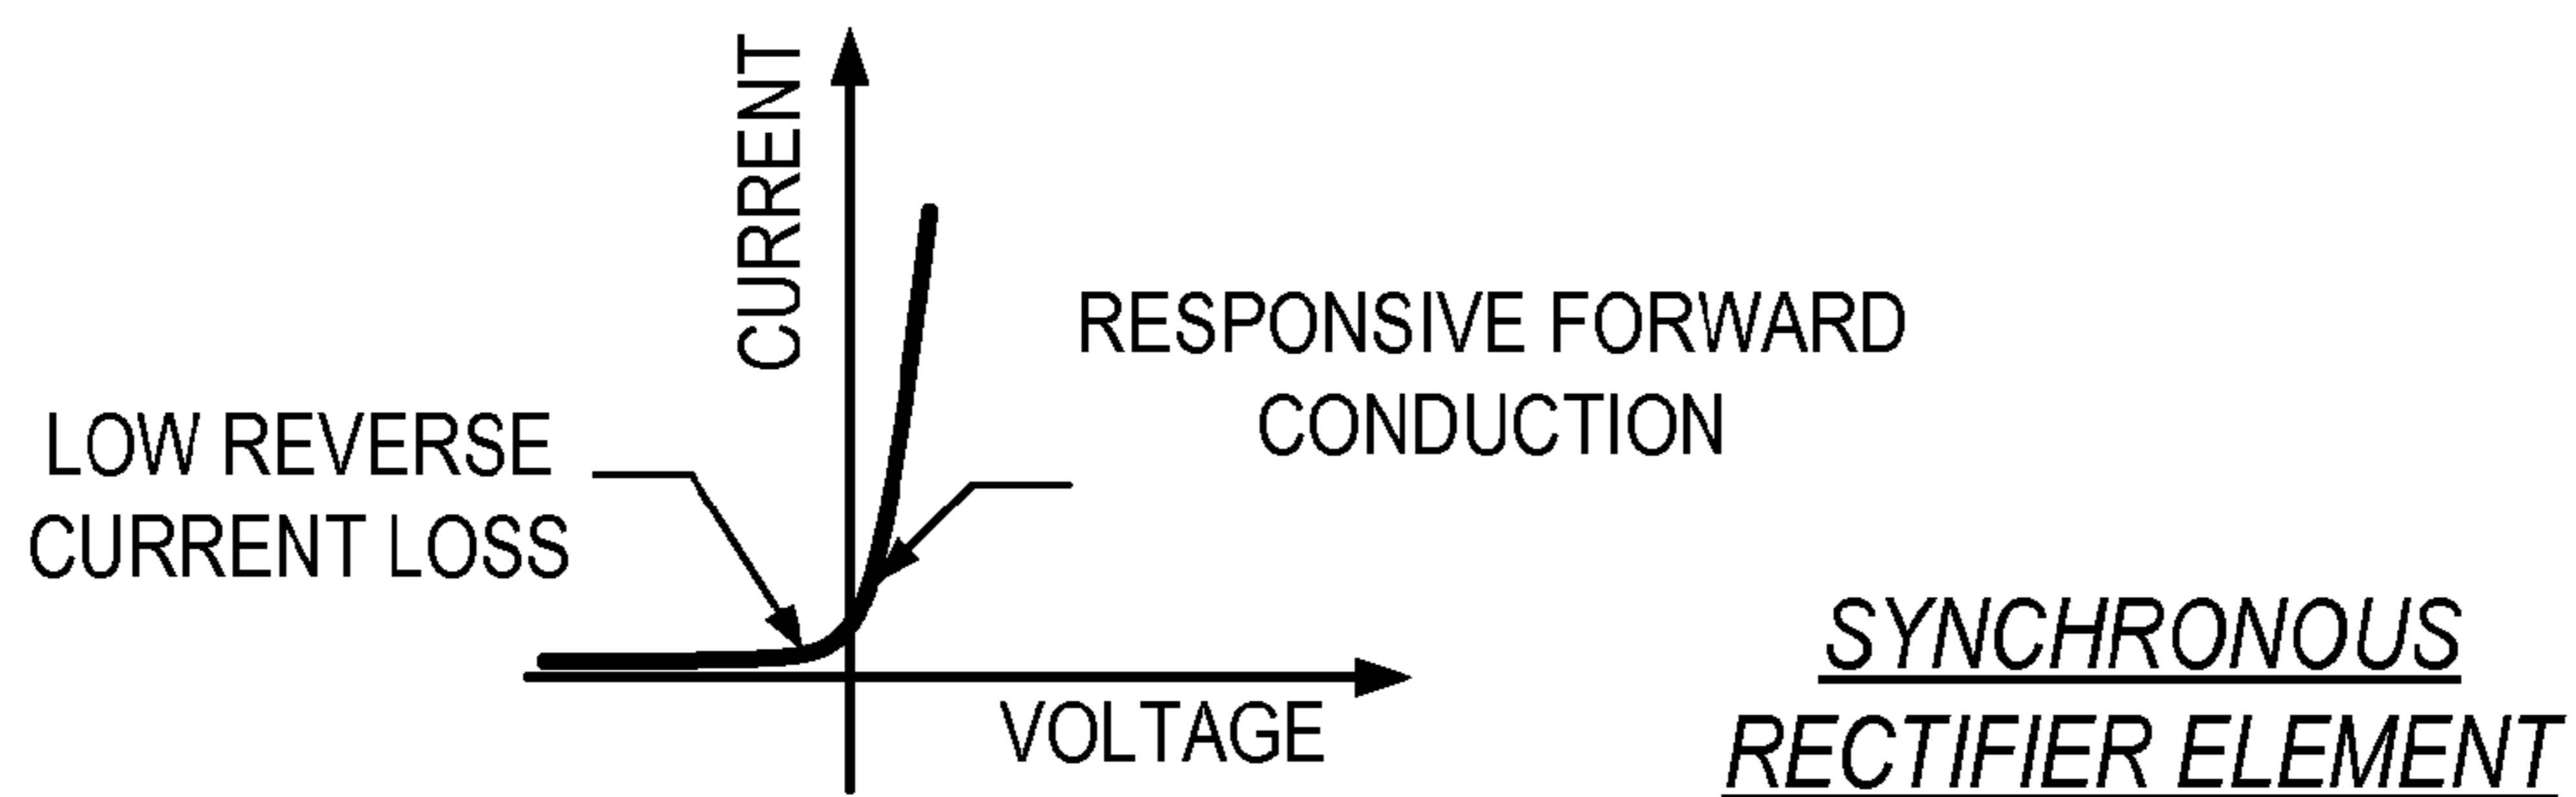 CURRENT
RESPONSIVE FORWARD
CONDUCTION
LOW REVERSE
CURRENT LOSS
VOLTAGE
SYNCHRONOUS
RECTIFIER ELEMENT